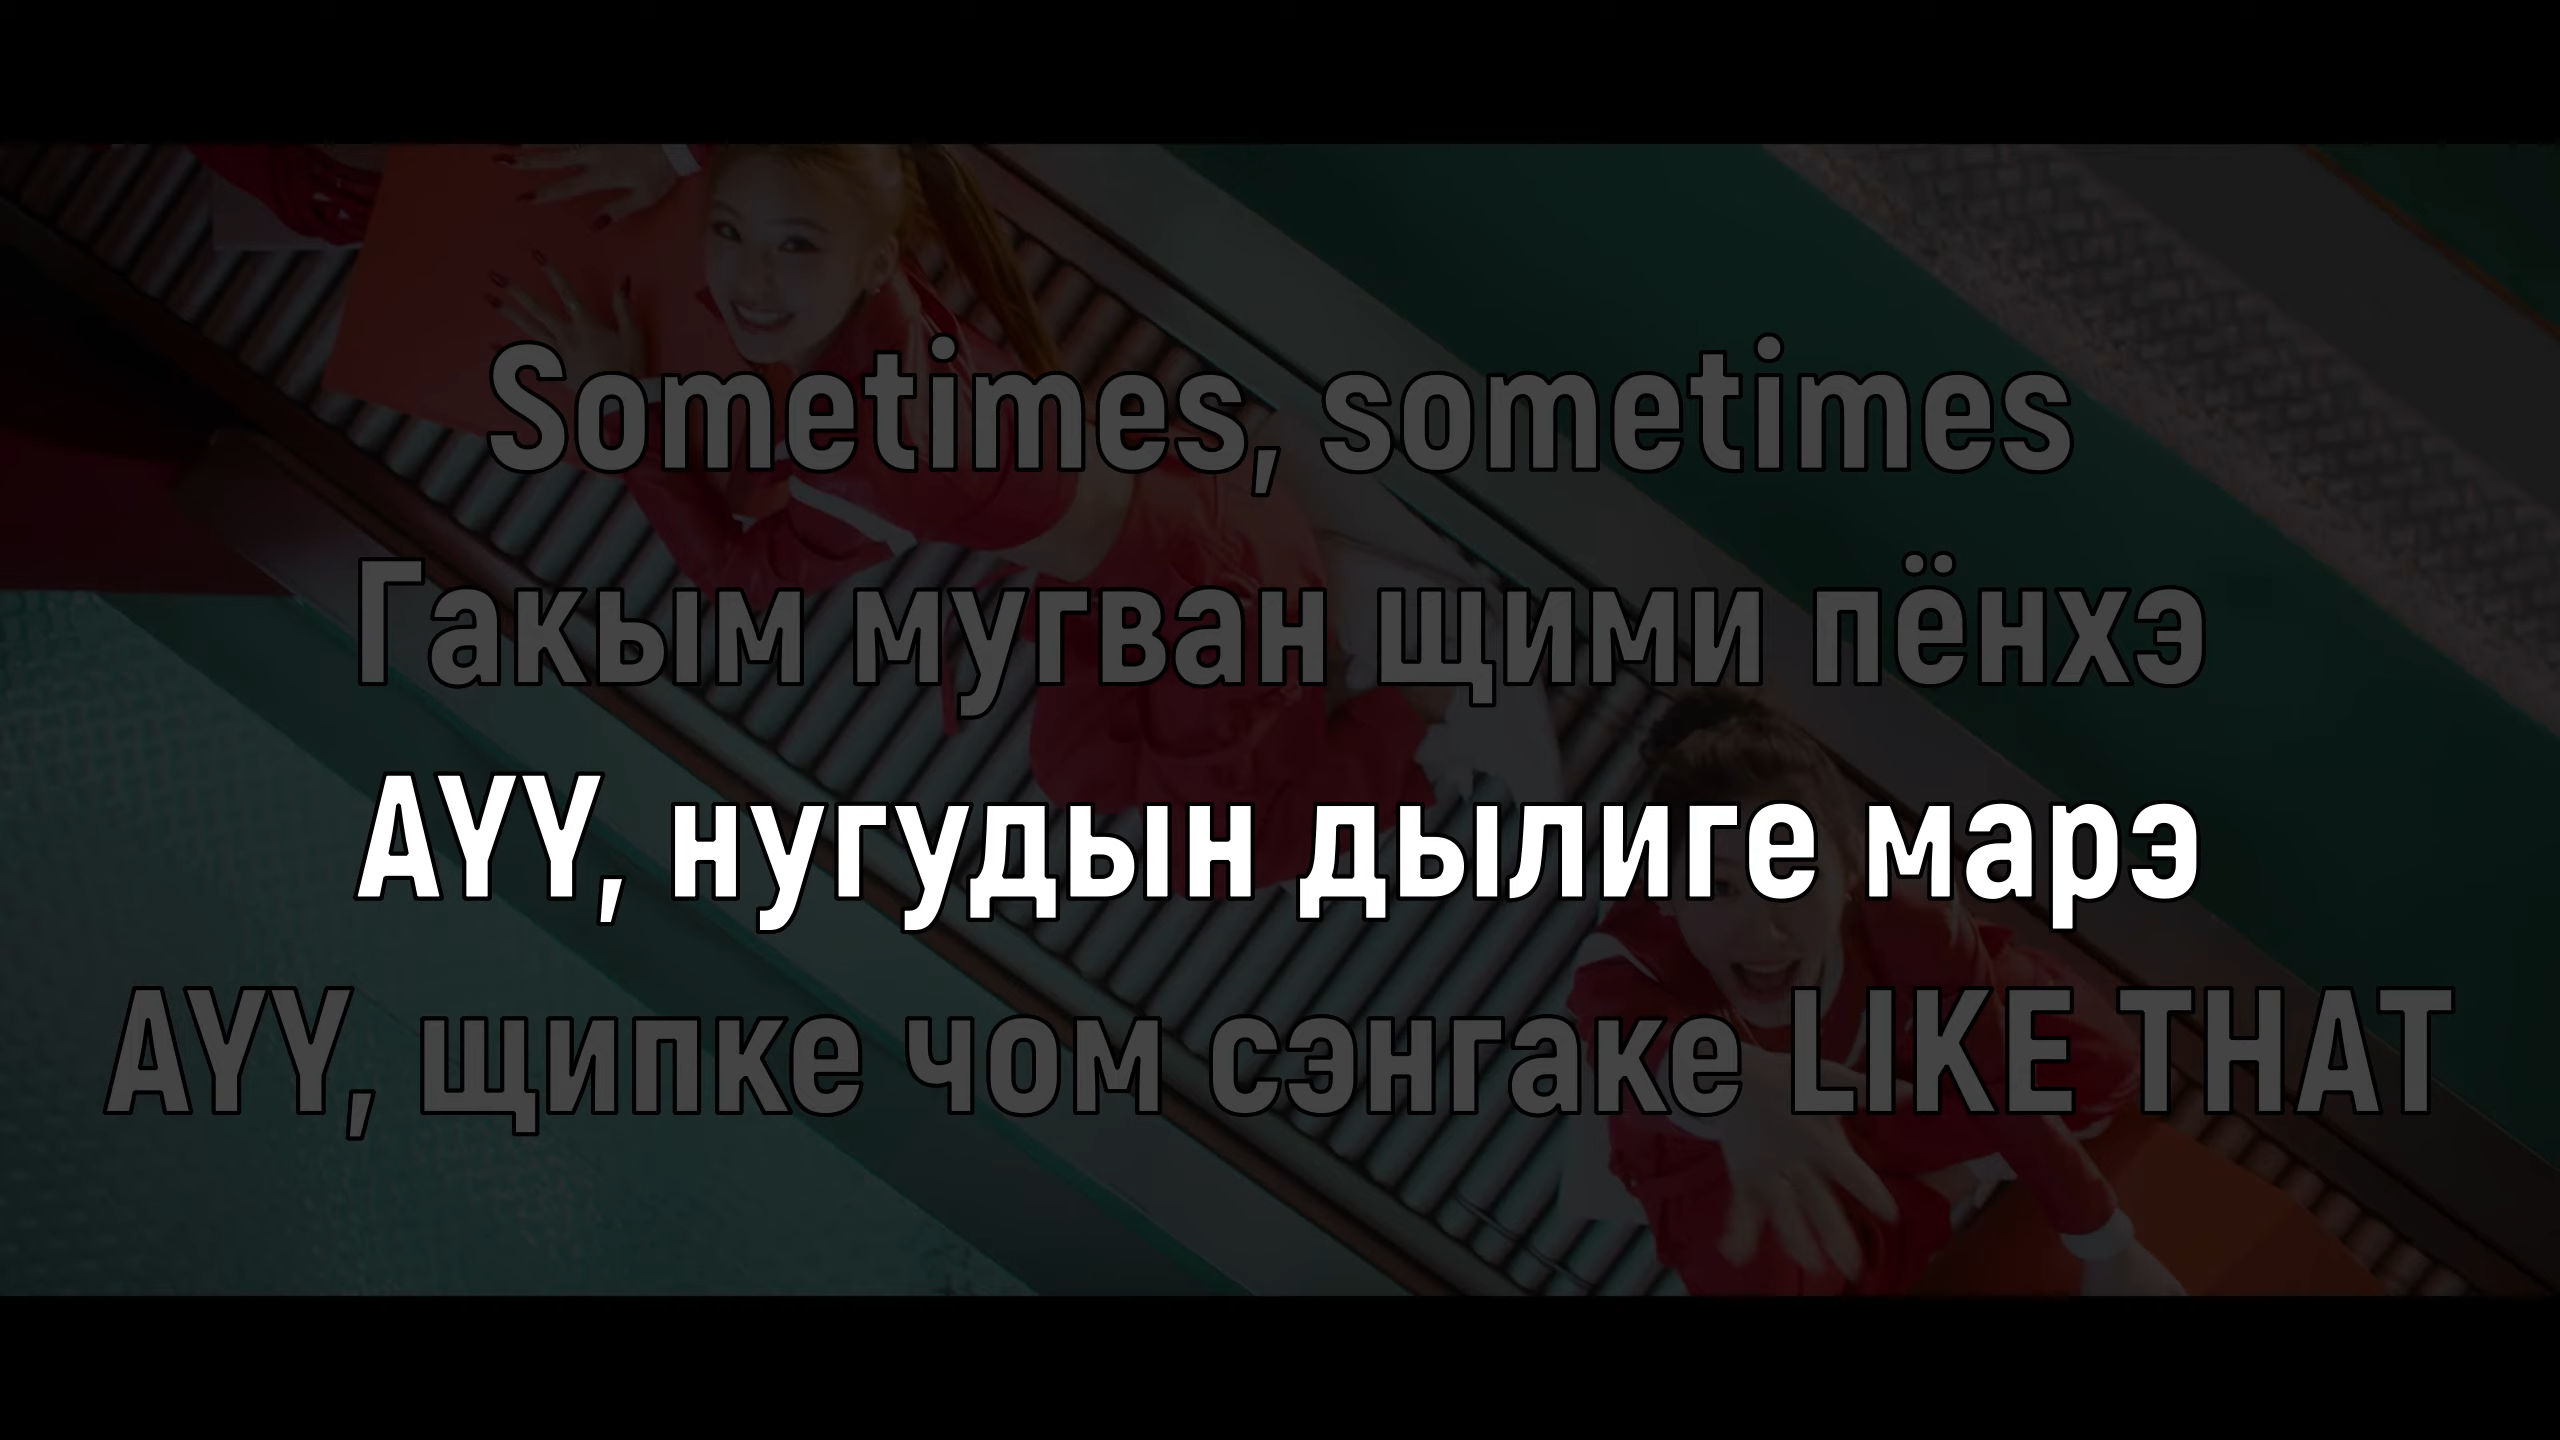 Sometimes, sometimes
Гакым мугван щими пёнхэ
AYY, нугудын дылиге марэ
AYY, щипке чом сэнгаке LIKE THAT